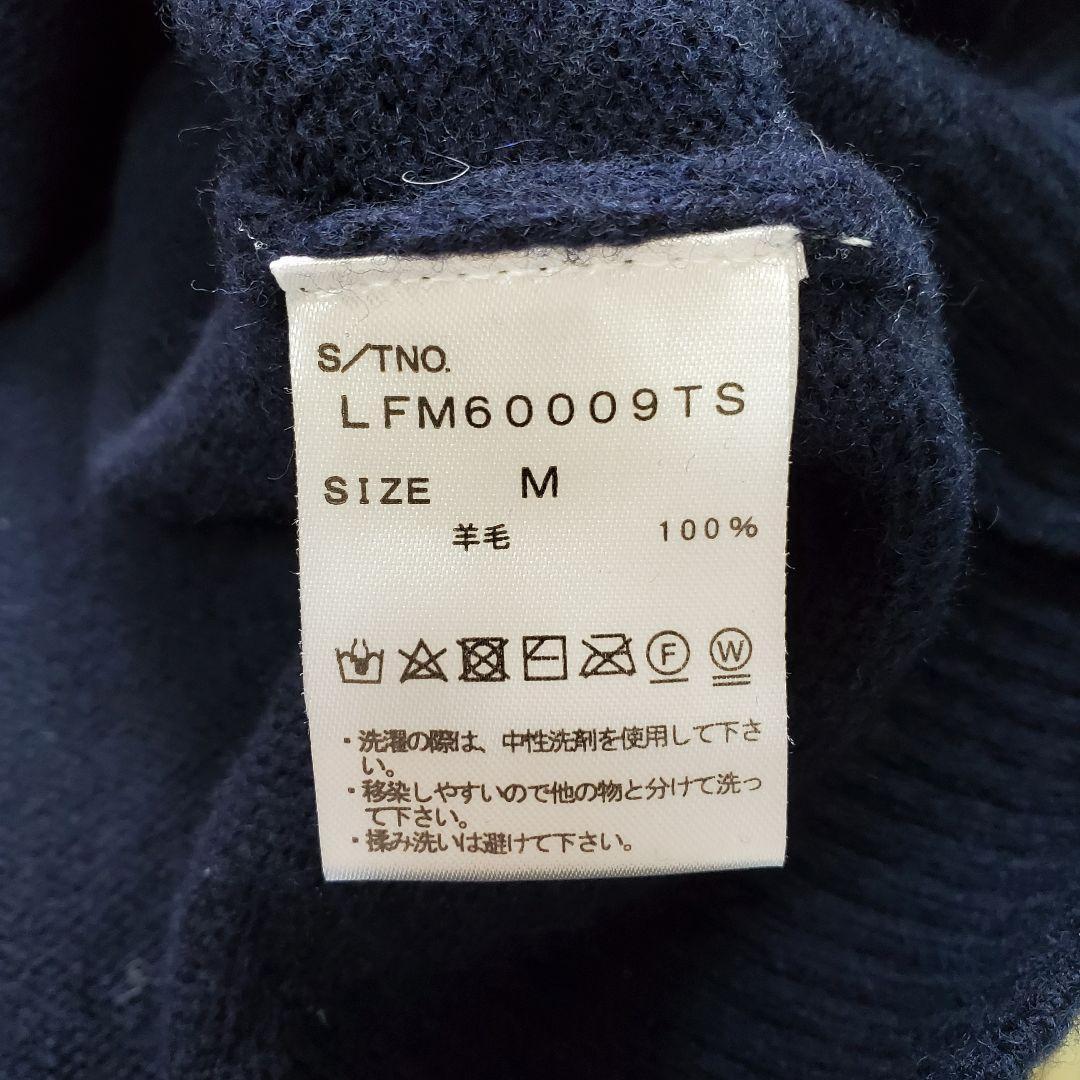 S/TNO.
LFM60009TS
SIZE M
羊毛 100%
F W
・洗濯の際は、中性洗剤を使用して下さ
い。
・移染しやすいので他の物と分けて洗っ
て下さい。
・揉み洗いは避けて下さい。